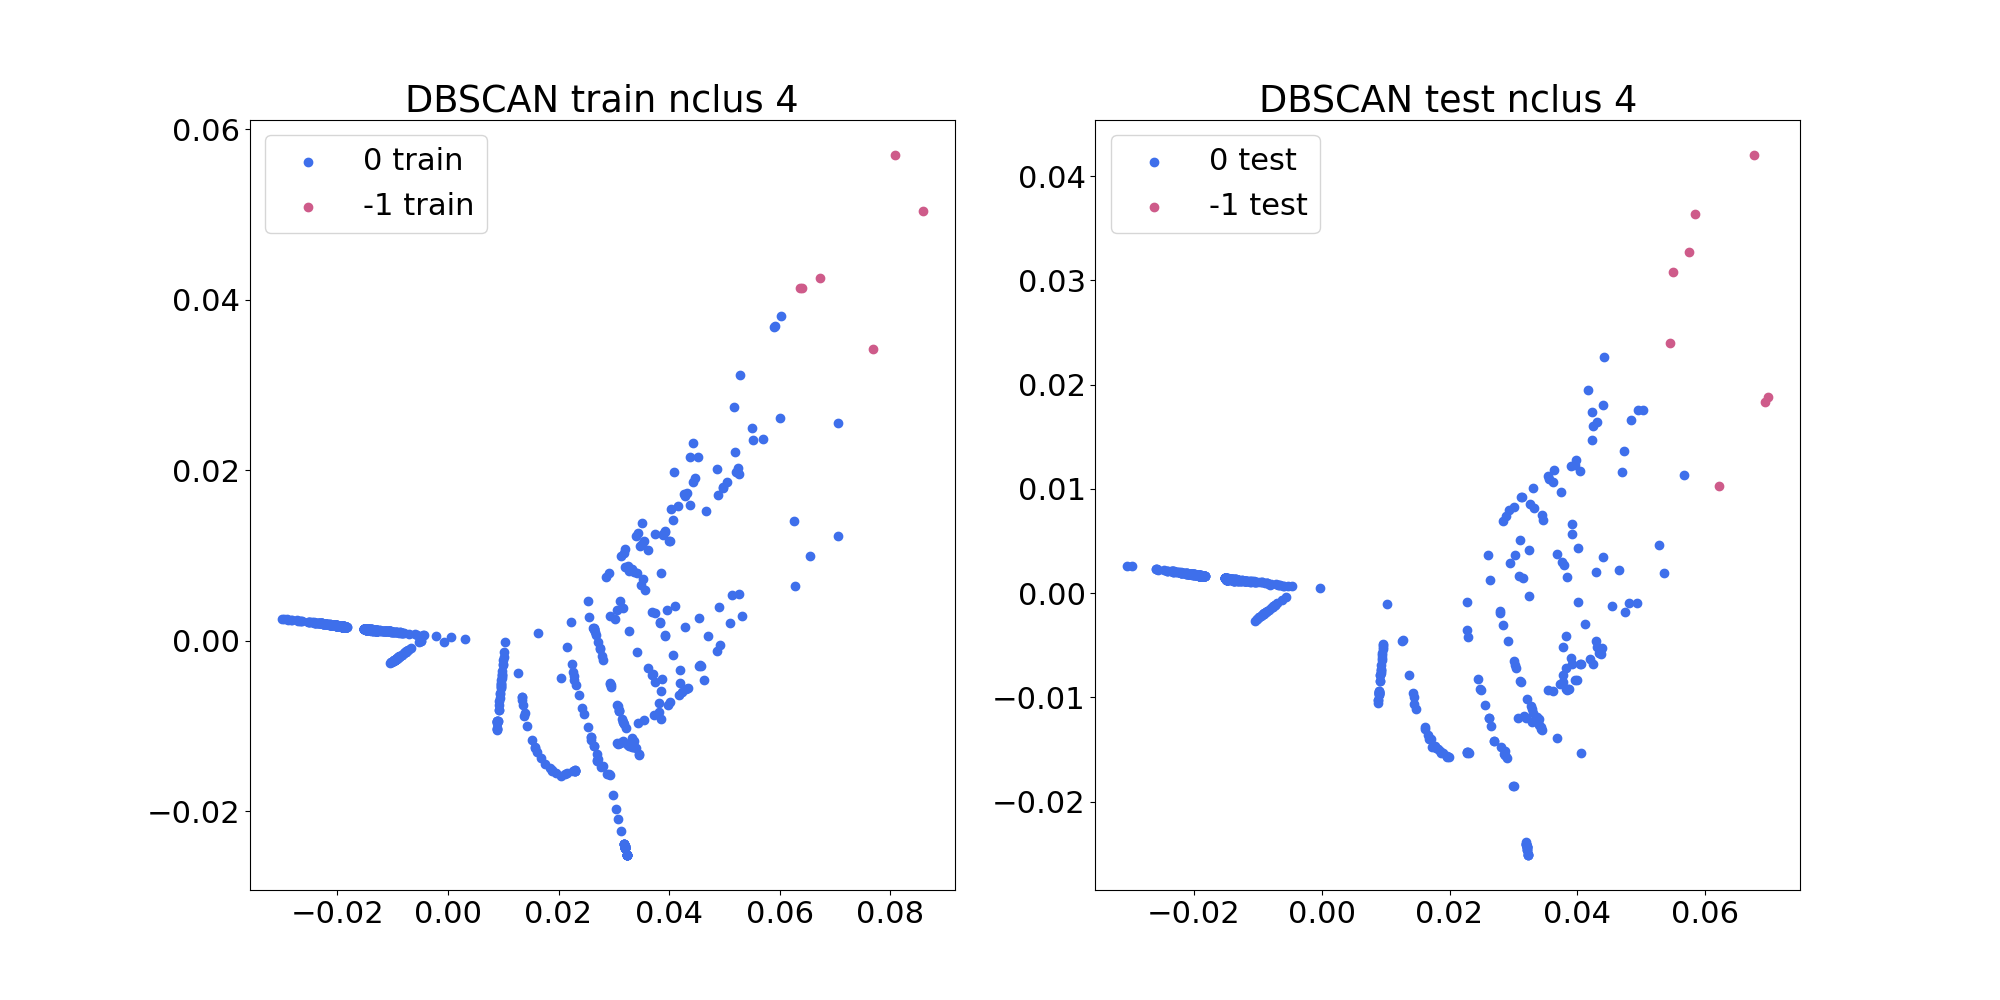 DBSCAN train nclus 4
0 train
-1 train
0.06
0.04
0.02
0.00
−0.02
−0.02 0.00 0.02 0.04 0.06 0.08
DBSCAN test nclus 4
0 test
-1 test
0.04
0.03
0.02
0.01
0.00
−0.01
−0.02
−0.02 0.00 0.02 0.04 0.06